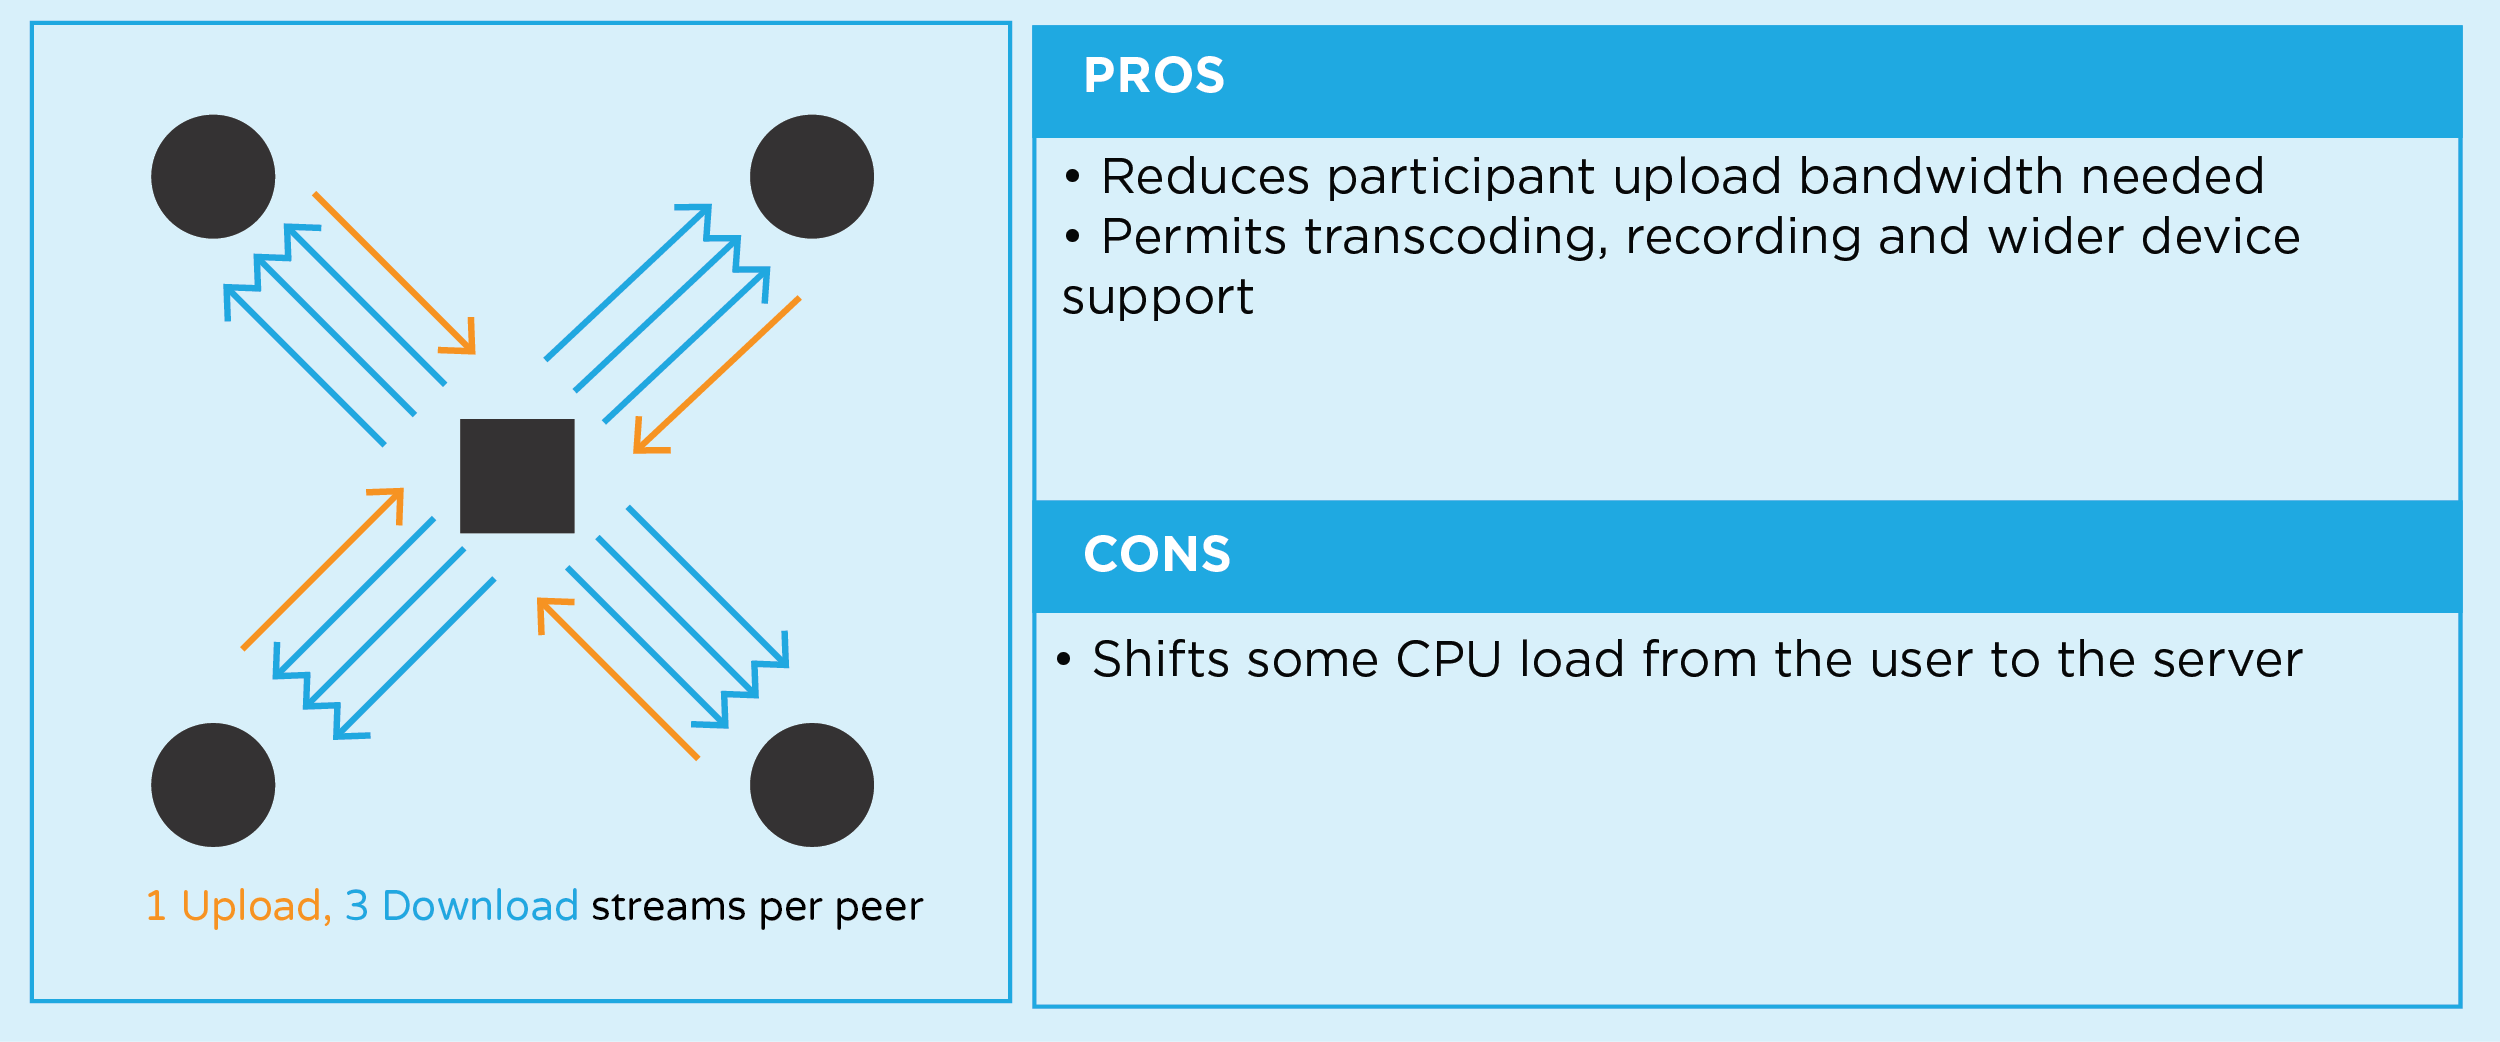 1 Upload, 3 Download streams per peer
PROS
• Reduces participant upload bandwidth needed
• Permits transcoding, recording and wider device
support
CONS
• Shifts some CPU load from the user to the server